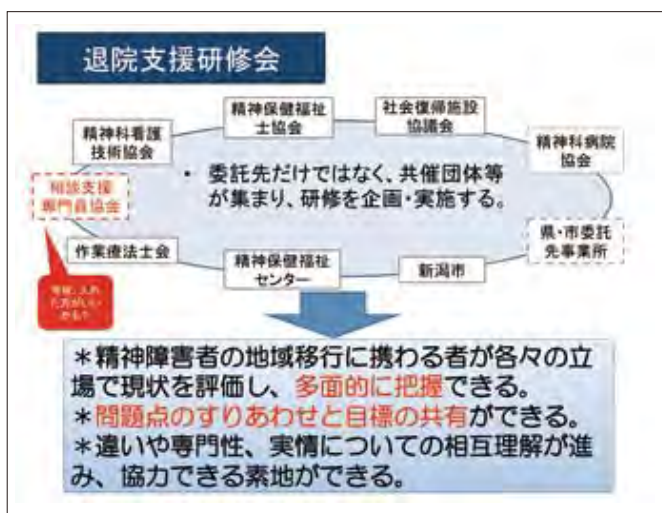 退院支援研修会
精神保健福祉
士協会
社会復帰施設
協議会
精神科看護
技術協会
精神科病院
協会
相談支援
専門員協会
・ 委託先だけではなく、共催団体等
が集まり、研修を企画・実施する。
県・市委託
先事業所
作業療法士会
精神保健福祉
センター
新潟市
＊精神障害者の地域移行に携わる者が各々の立
場で現状を評価し、多面的に把握できる。
＊問題点のすりあわせと目標の共有ができる。
＊違いや専門性、実情についての相互理解が進
み、協力できる素地ができる。